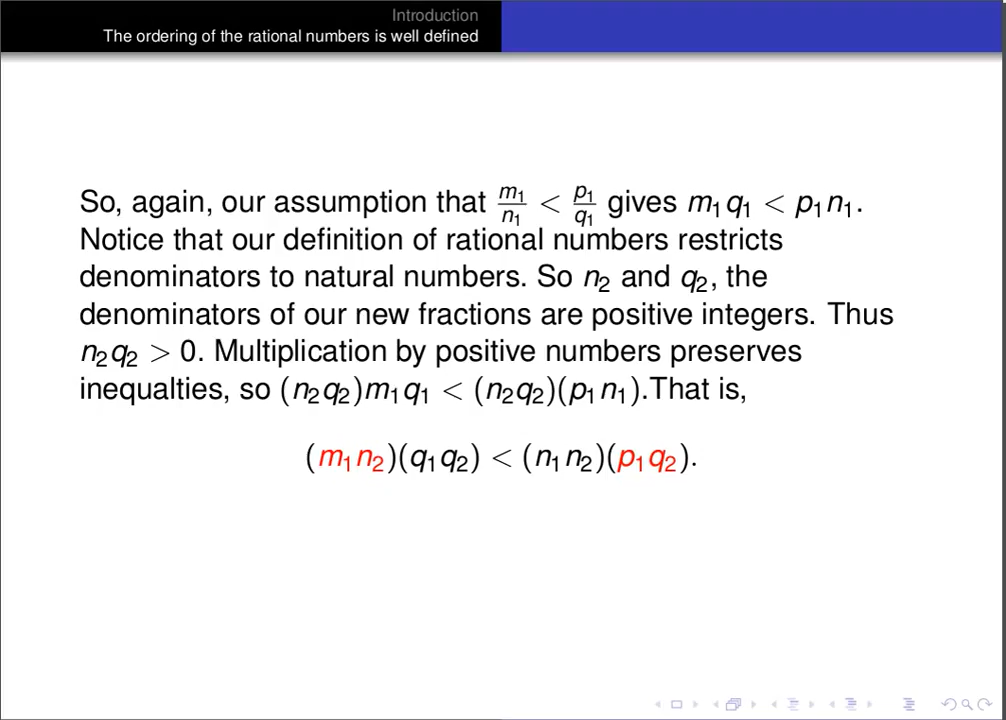 Introduction
The ordering of the rational numbers is well defined
So, again, our assumption that m₁/n₁ < p₁/q₁ gives m₁q₁ < p₁n₁.
Notice that our definition of rational numbers restricts
denominators to natural numbers. So n₂ and q₂, the
denominators of our new fractions are positive integers. Thus
n₂q₂ > 0. Multiplication by positive numbers preserves
inequalties, so (n₂q₂)m₁q₁ < (n₂q₂)(p₁n₁).That is,
(m₁n₂)(q₁q₂) < (n₁n₂)(p₁q₂).